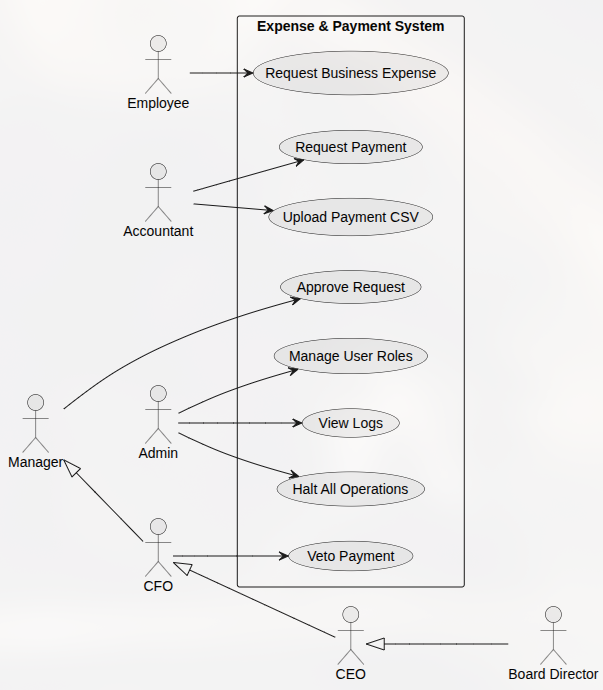 Expense & Payment System
Request Business Expense
Employee
Request Payment
Upload Payment CSV
Accountant
Approve Request
Manage User Roles
View Logs
Manager
Admin
Halt All Operations
Veto Payment
CFO
CEO
Board Director